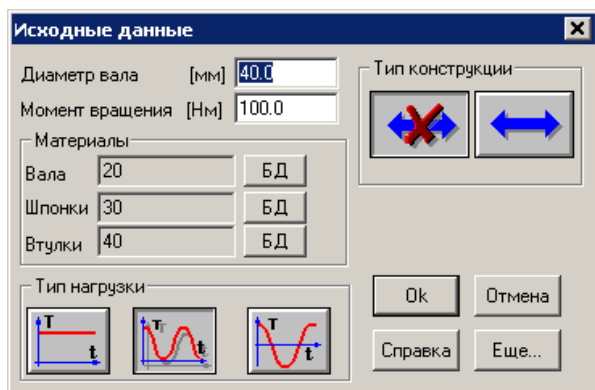 Исходные данные
Диаметр вала [мм] 40.0
Момент вращения [Нм] 100.0
Тип конструкции
Материалы
Вала 20 БД
Шпонки 30 БД
Втулки 40 БД
Тип нагрузки
T t
T t
T t
Ok Отмена
Справка Еще...